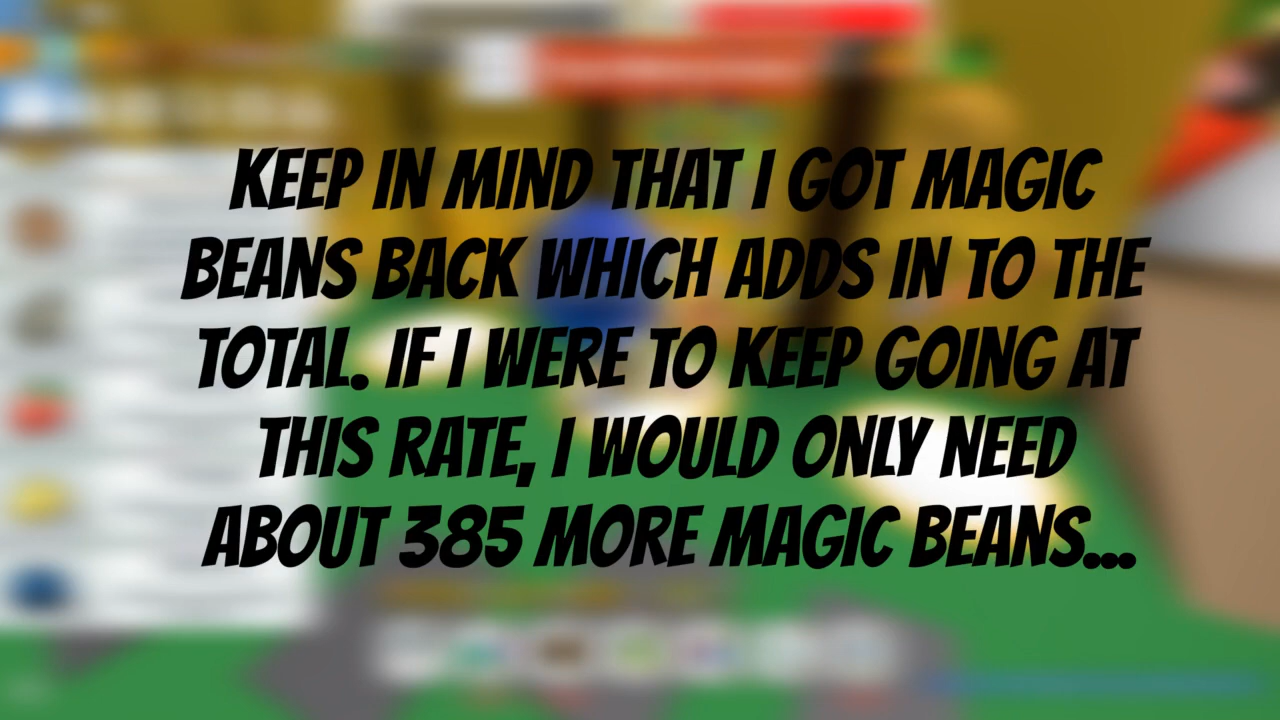 KEEP IN MIND THAT I GOT MAGIC
BEANS BACK WHICH ADDS IN TO THE
TOTAL. IF I WERE TO KEEP GOING AT
THIS RATE, I WOULD ONLY NEED
ABOUT 385 MORE MAGIC BEANS...